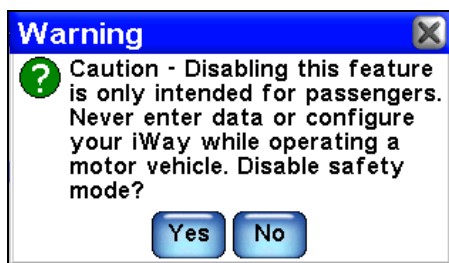 Warning
Caution - Disabling this feature
is only intended for passengers.
Never enter data or configure
your iWay while operating a
motor vehicle. Disable safety
mode?
Yes No